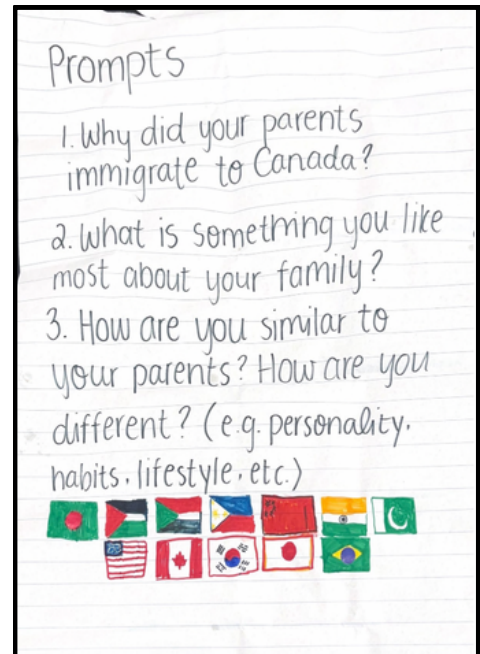 Prompts
1. Why did your parents
immigrate to Canada?
2. What is something you like
most about your family?
3. How are you similar to
your parents? How are you
different? (e.g. personality,
habits, lifestyle, etc.)